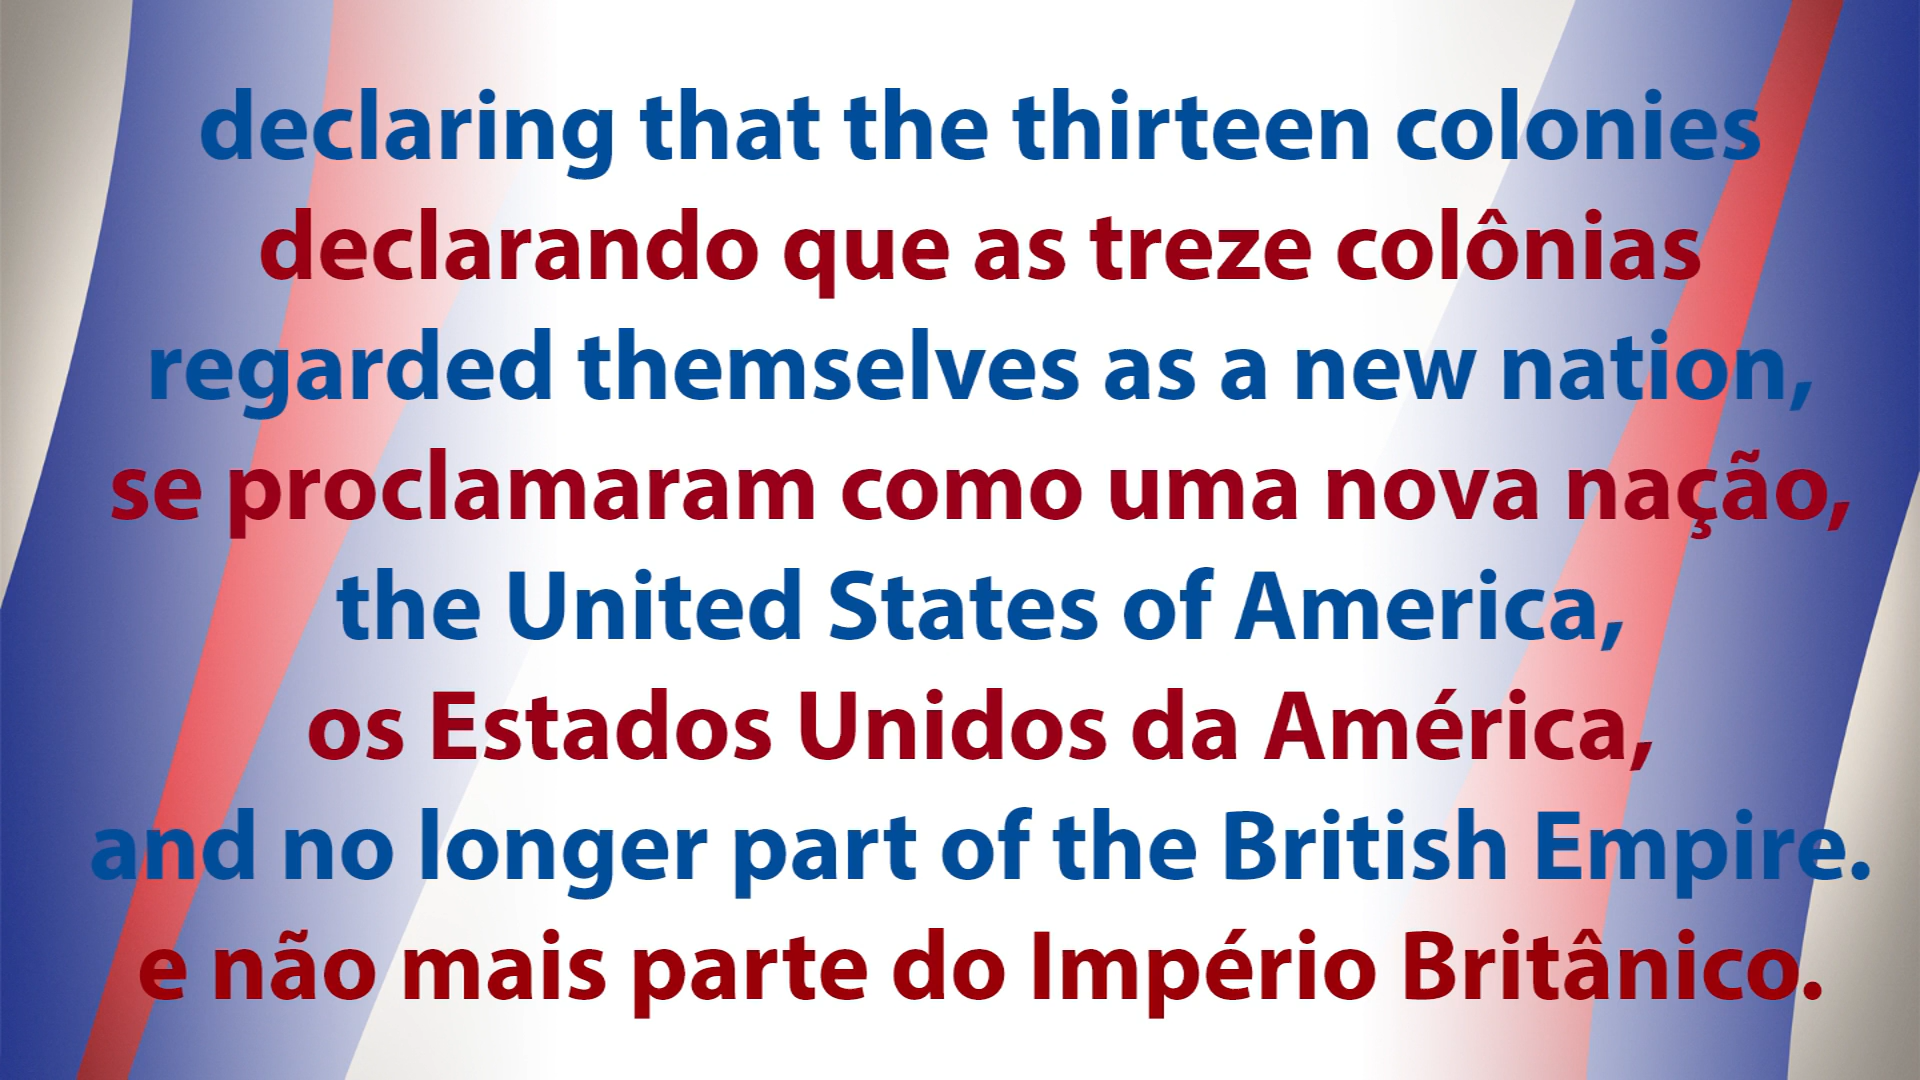 declaring that the thirteen colonies
declarando que as treze colônias
regarded themselves as a new nation,
se proclamaram como uma nova nação,
the United States of America,
os Estados Unidos da América,
and no longer part of the British Empire.
e não mais parte do Império Britânico.